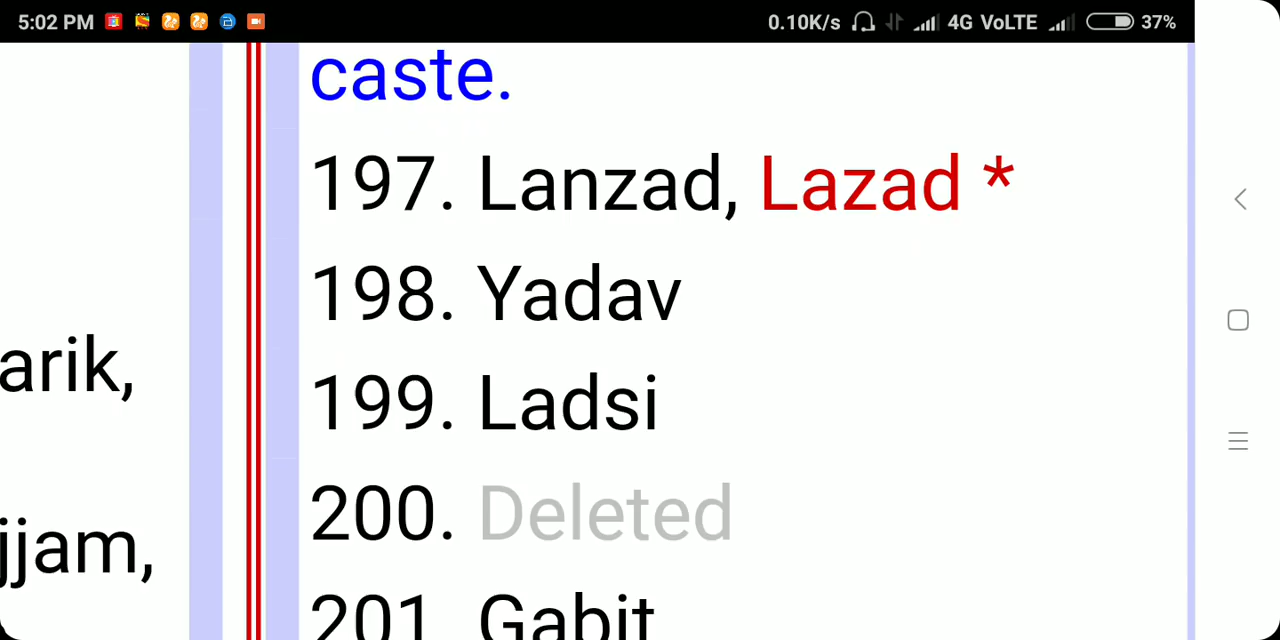 5:02 PM 0.10K/s 4G VoLTE 37%
caste.
197. Lanzad, Lazad *
198. Yadav
arik,
199. Ladsi
200. Deleted
jjam,
201. Gabit